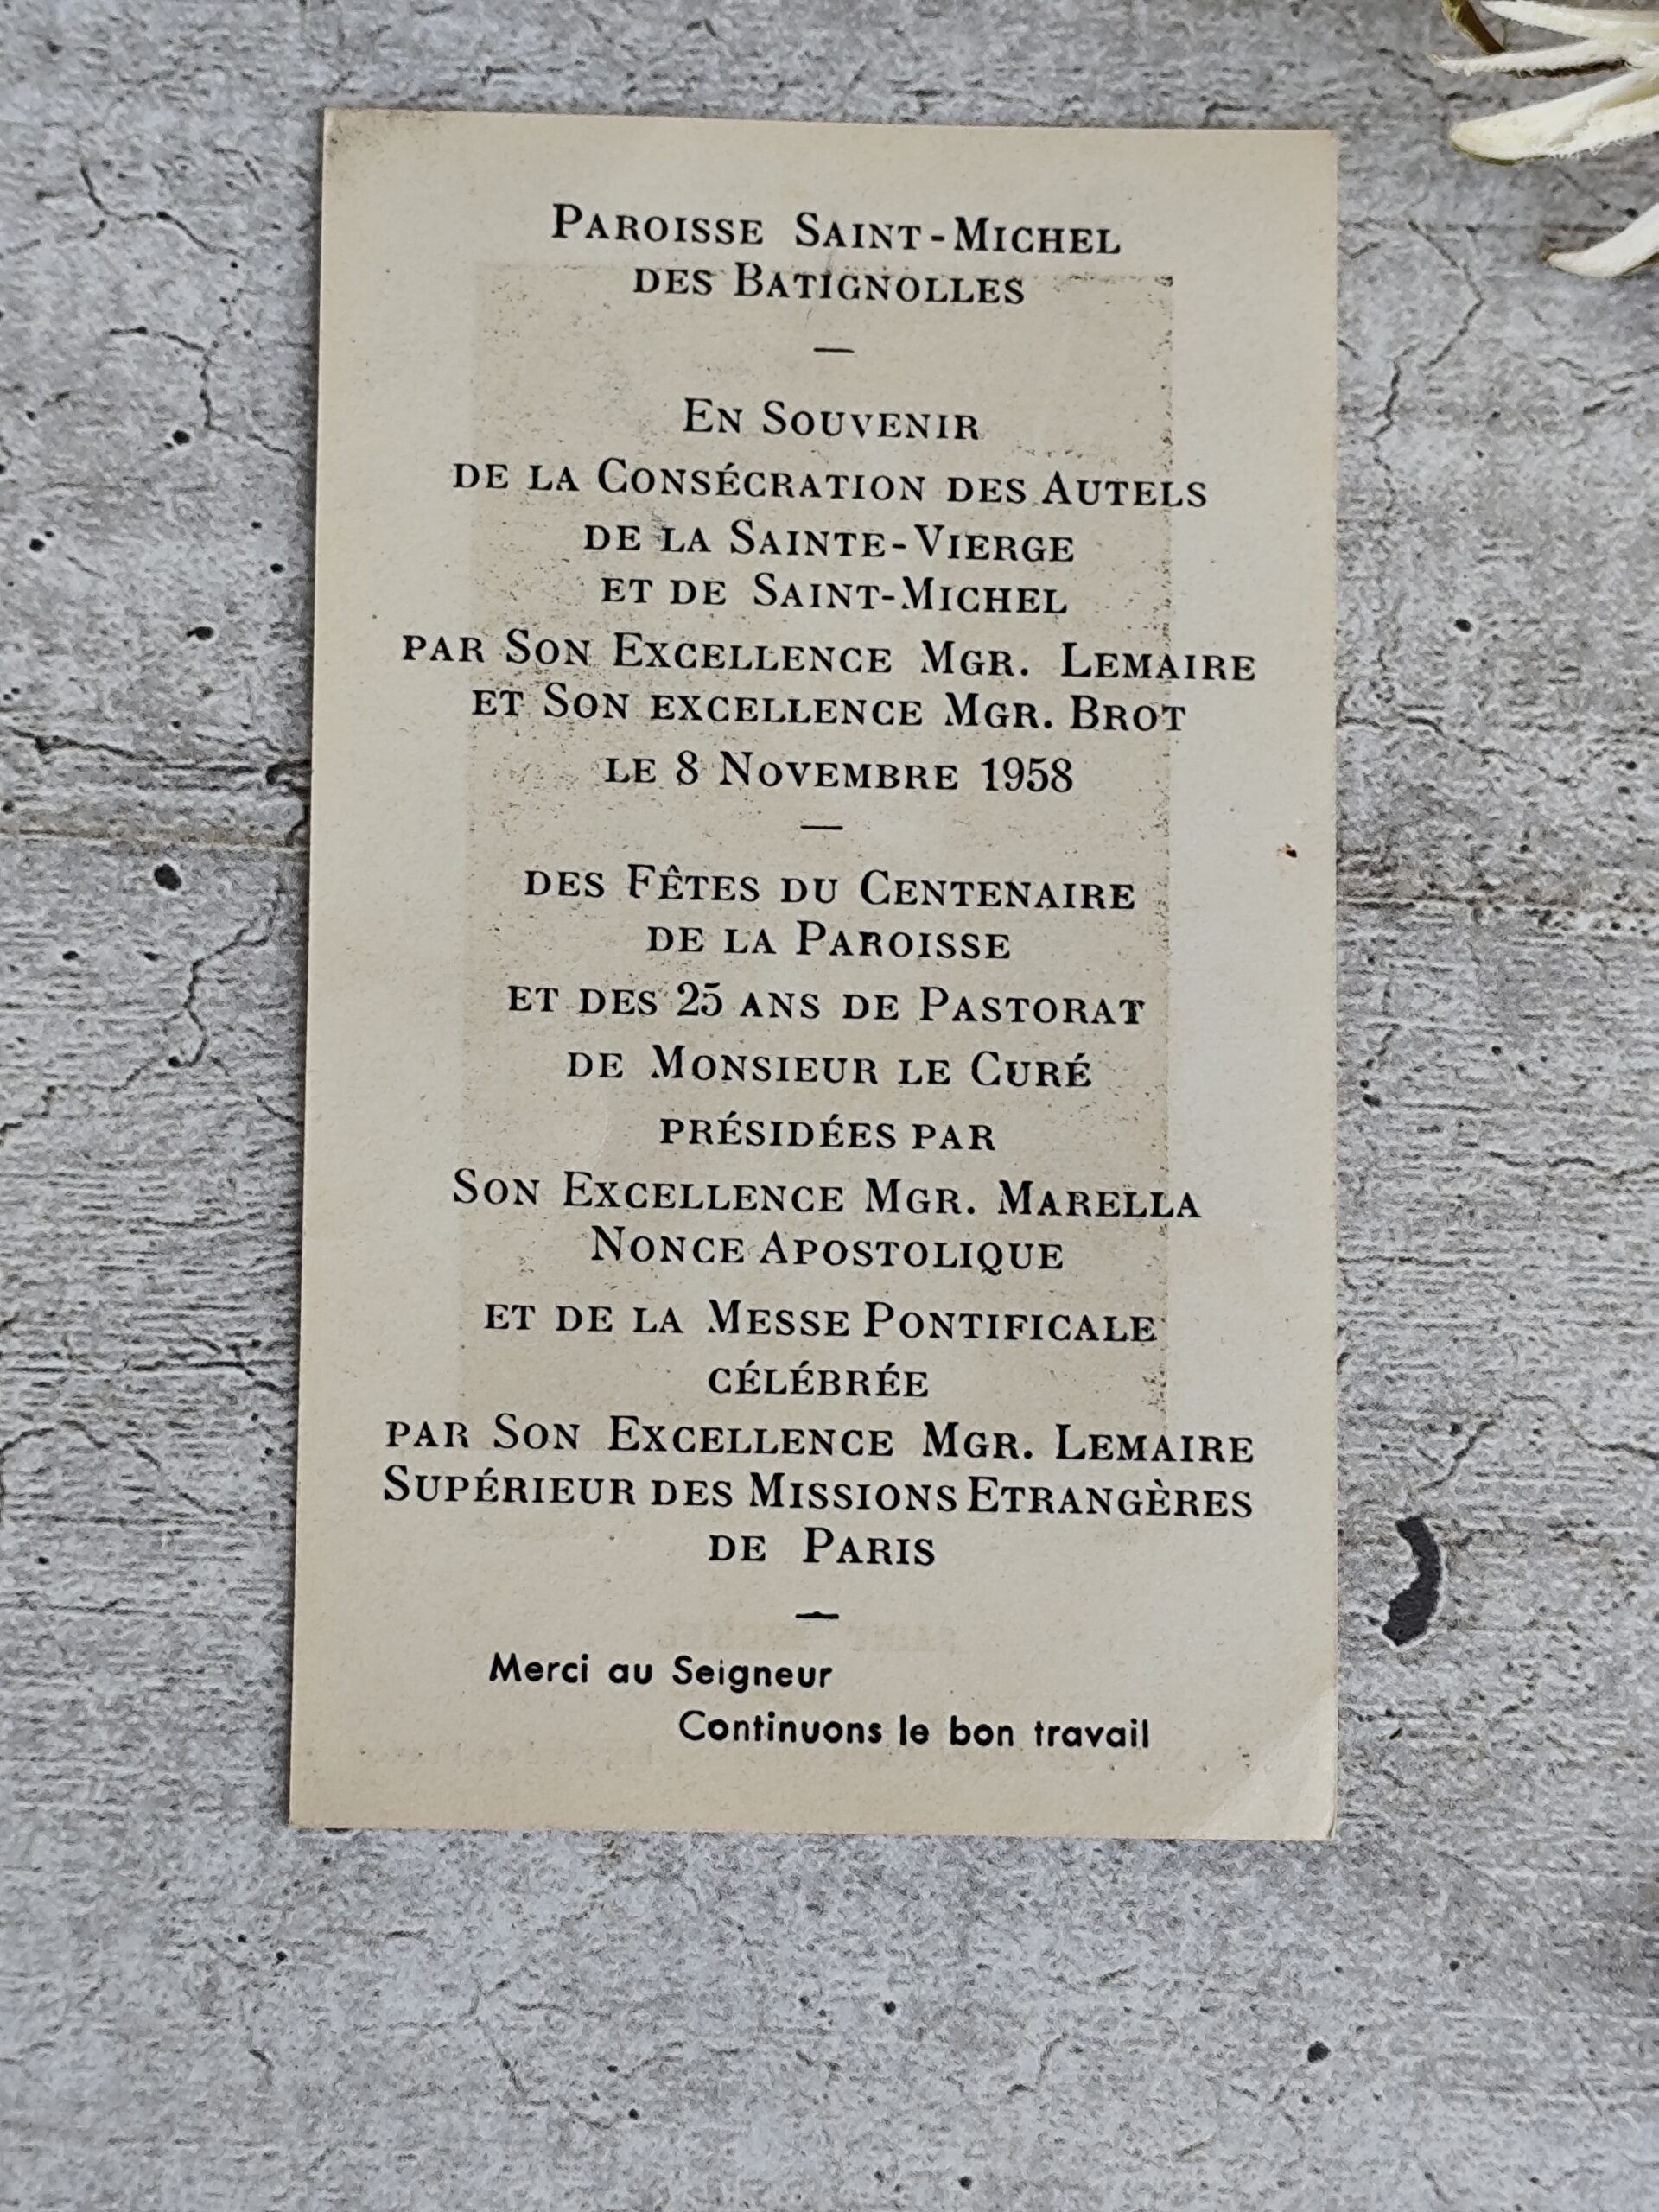 PAROISSE SAINT-MICHEL
DES BATIGNOLLES
—
EN SOUVENIR
DE LA CONSÉCRATION DES AUTELS
DE LA SAINTE-VIERGE
ET DE SAINT-MICHEL
PAR SON EXCELLENCE MGR. LEMAIRE
ET SON EXCELLENCE MGR. BROT
LE 8 NOVEMBRE 1958
—
DES FÊTES DU CENTENAIRE
DE LA PAROISSE
ET DES 25 ANS DE PASTORAT
DE MONSIEUR LE CURÉ
PRÉSIDÉES PAR
SON EXCELLENCE MGR. MARELLA
NONCE APOSTOLIQUE
ET DE LA MESSE PONTIFICALE
CÉLÉBRÉE
PAR SON EXCELLENCE MGR. LEMAIRE
SUPÉRIEUR DES MISSIONS ETRANGÈRES
DE PARIS
—
Merci au Seigneur
Continuons le bon travail